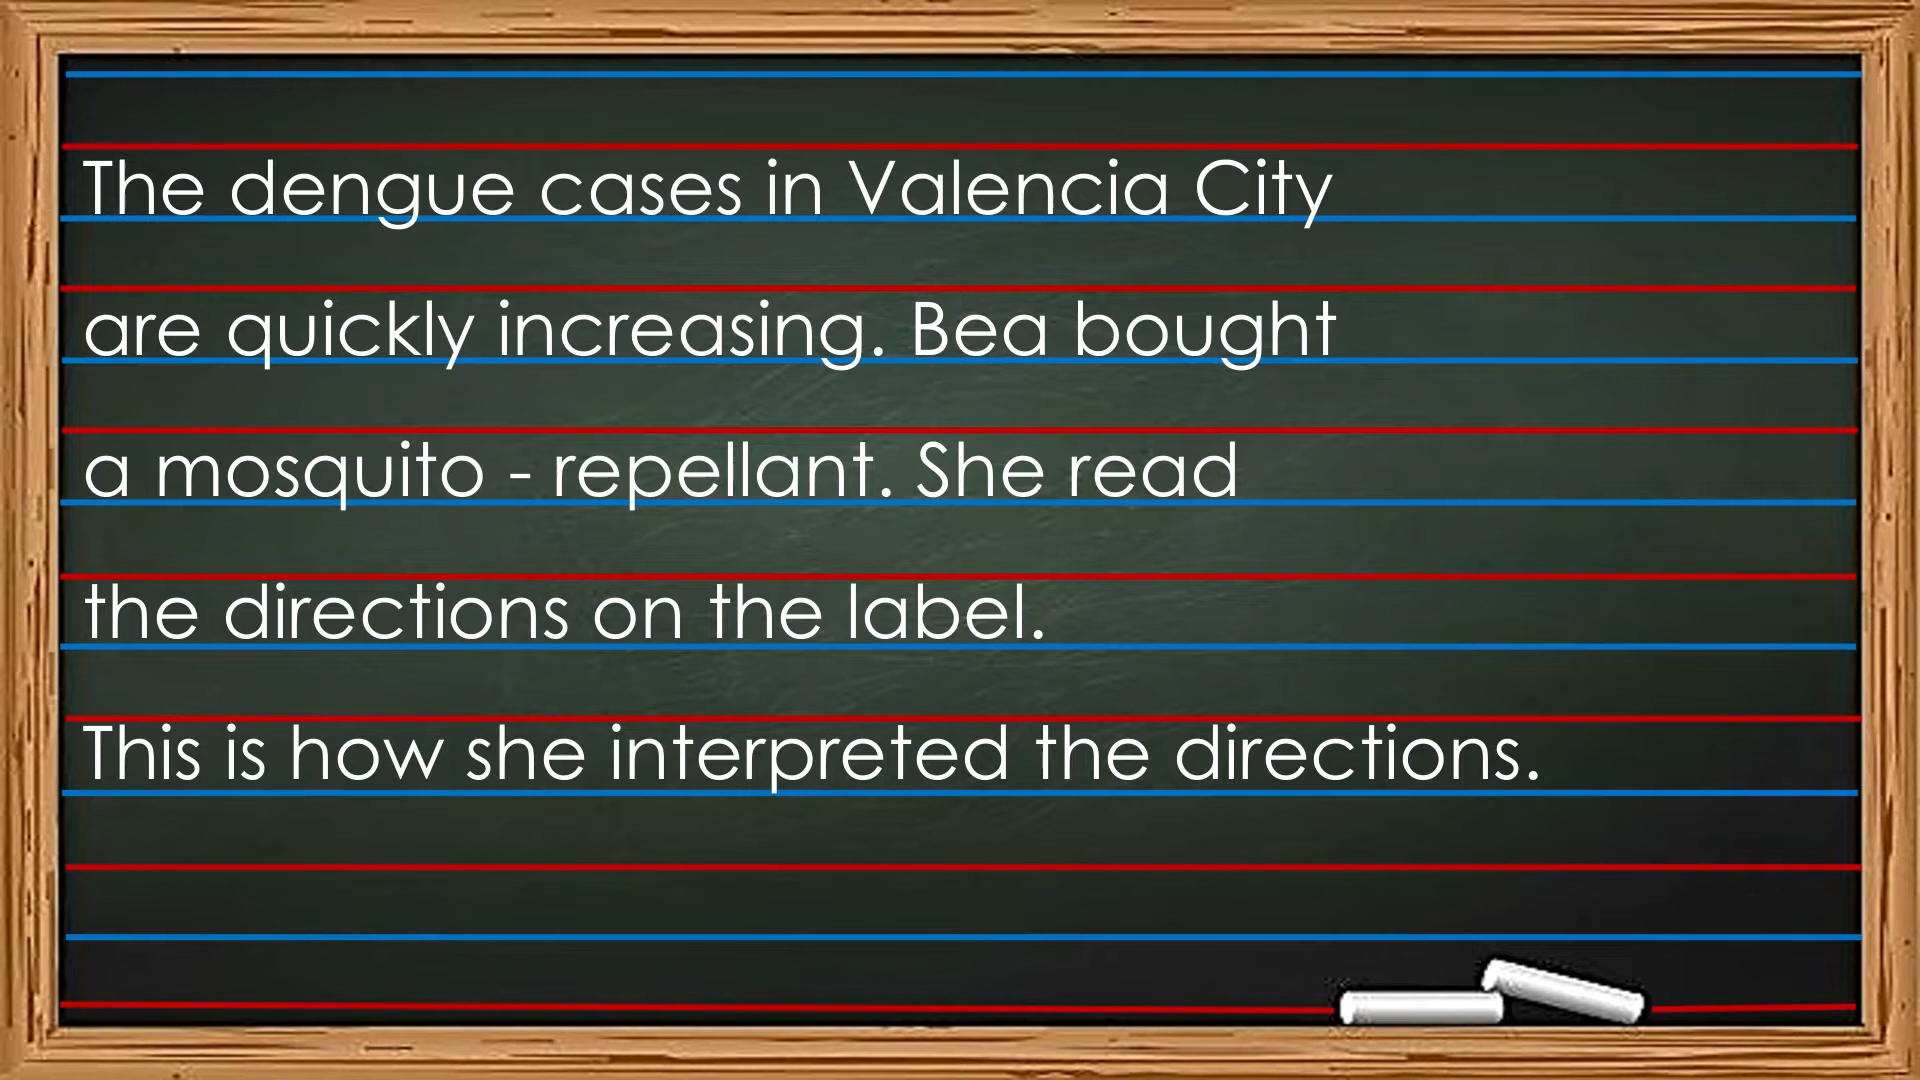 The dengue cases in Valencia City
are quickly increasing. Bea bought
a mosquito - repellant. She read
the directions on the label.
This is how she interpreted the directions.